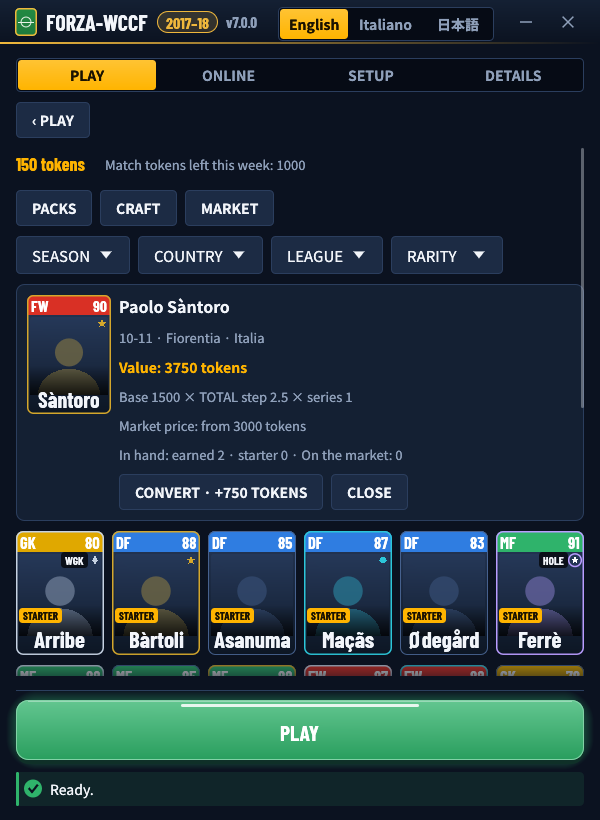 FORZA-WCCF 2017-18 v7.0.0 English Italiano 日本語
PLAY ONLINE SETUP DETAILS
‹ PLAY
150 tokens Match tokens left this week: 1000
PACKS CRAFT MARKET
SEASON ▼ COUNTRY ▼ LEAGUE ▼ RARITY ▼
FW 90
Sàntoro
Paolo Sàntoro
10-11 · Fiorentia · Italia
Value: 3750 tokens
Base 1500 × TOTAL step 2.5 × series 1
Market price: from 3000 tokens
In hand: earned 2 · starter 0 · On the market: 0
CONVERT · +750 TOKENS CLOSE
GK 80 DF 88 DF 85 DF 87 DF 83 MF 91
WGK HOLE
STARTER STARTER STARTER STARTER STARTER
Arribe Bàrtoli Asanuma Maçãs Ødegård Ferrè
PLAY
Ready.